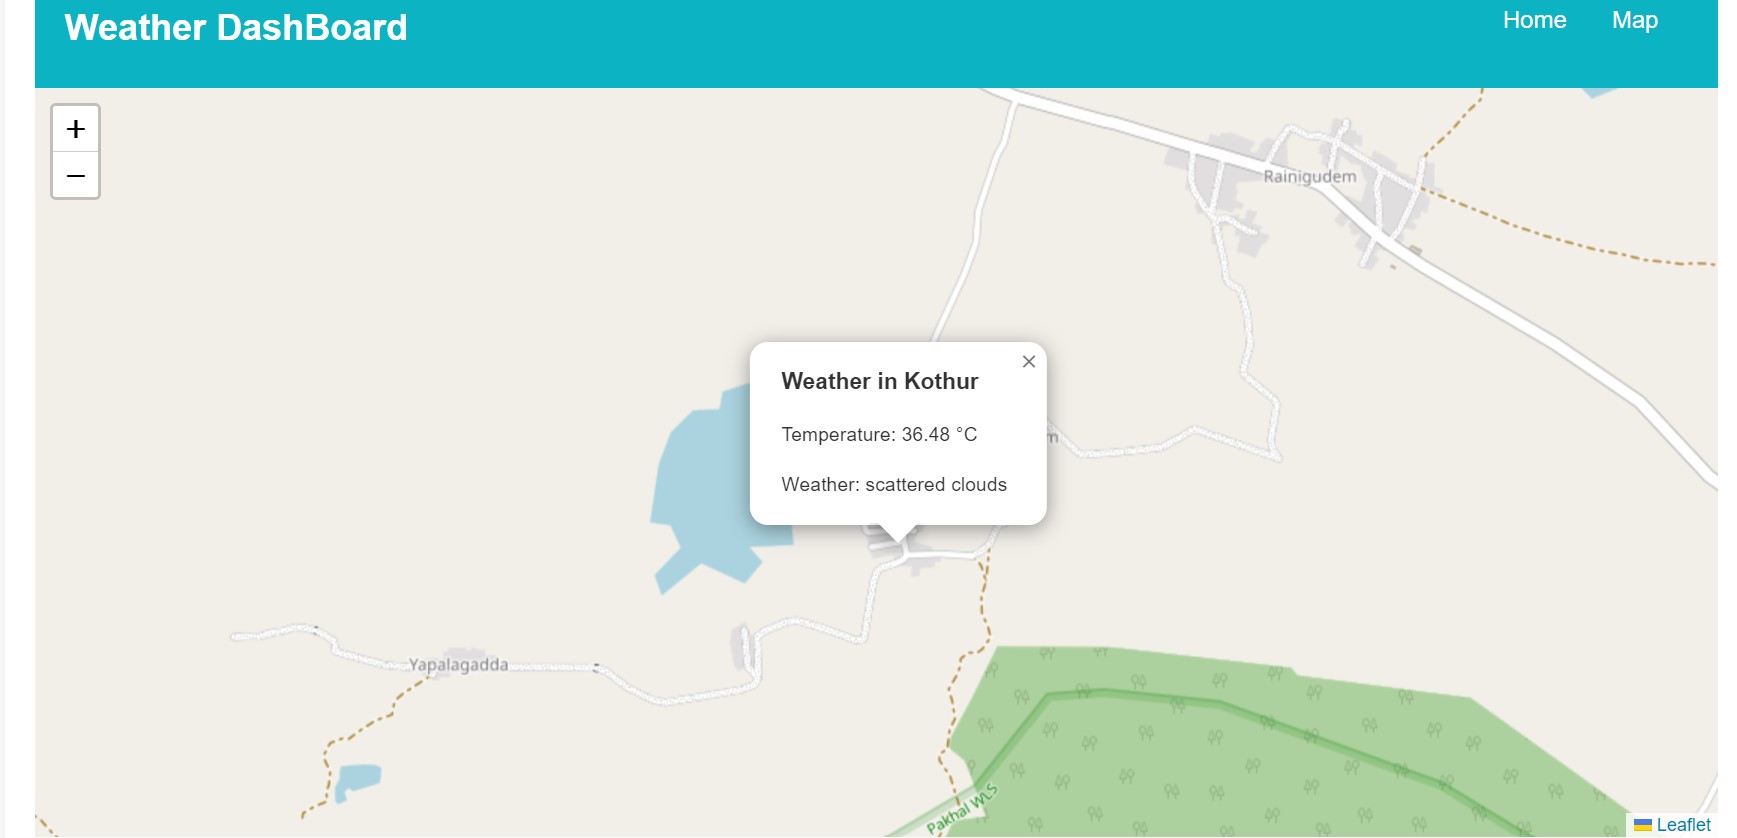 Weather DashBoard
Home Map
+
−
Rainigudem
×
Weather in Kothur
Temperature: 36.48 °C
m
Weather: scattered clouds
Yapalagadda
Pakhal WLS
Leaflet